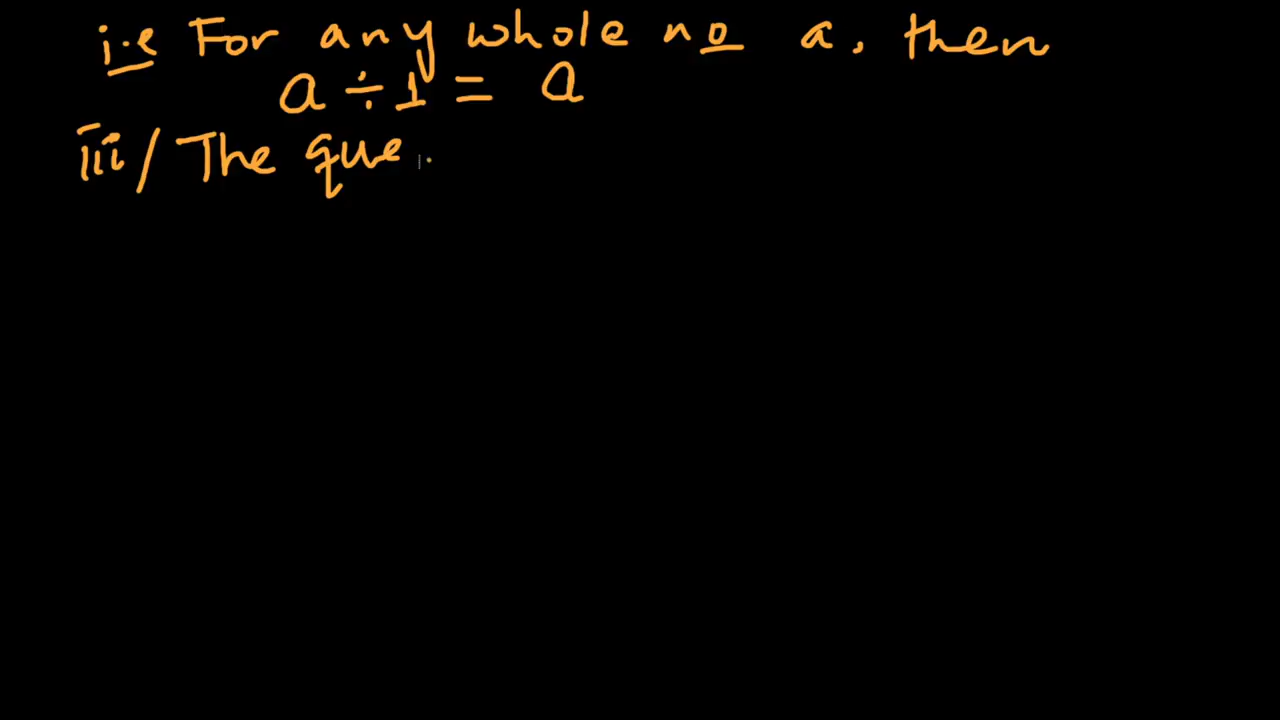 i.e For any whole no a, then
a ÷ 1 = a
iii/ The que